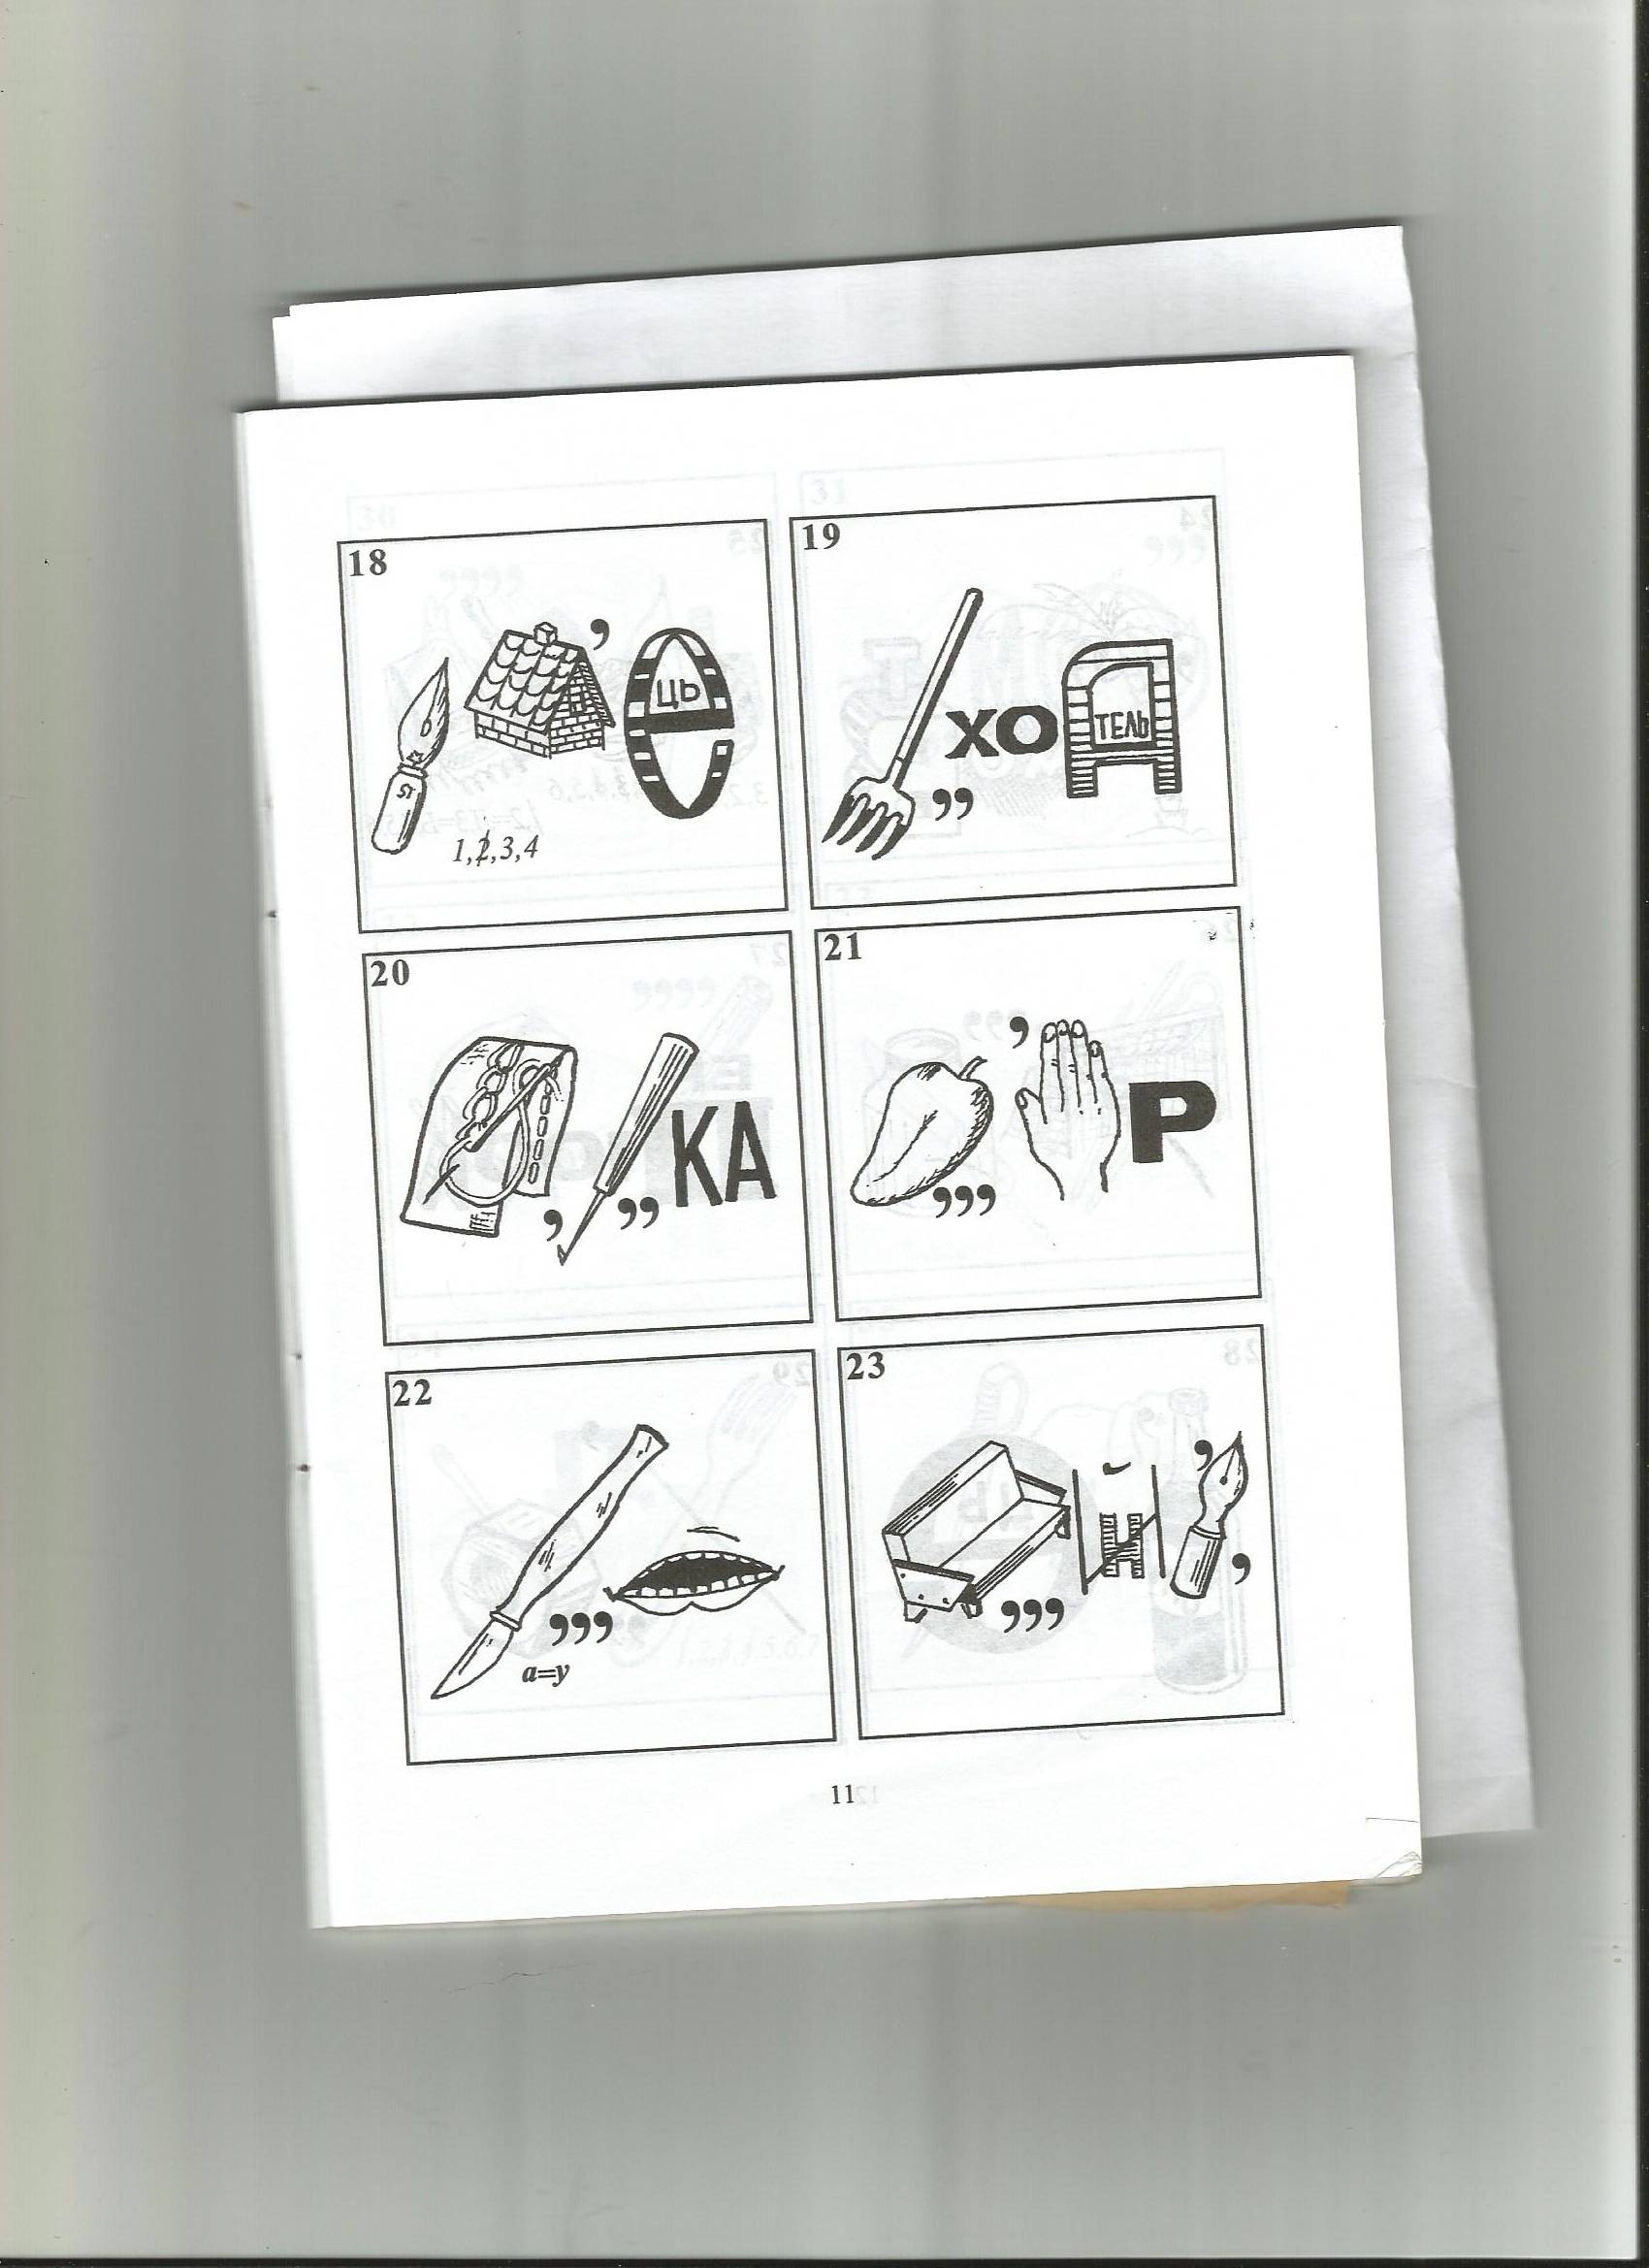 18
ЦЬ
1,2,3,4
19
ХО
ТЕЛЬ
Д
,,
20
, ,, КА
21
,
Р
,,,
22
,,,
а=у
23
Й
,
,,,
,
11